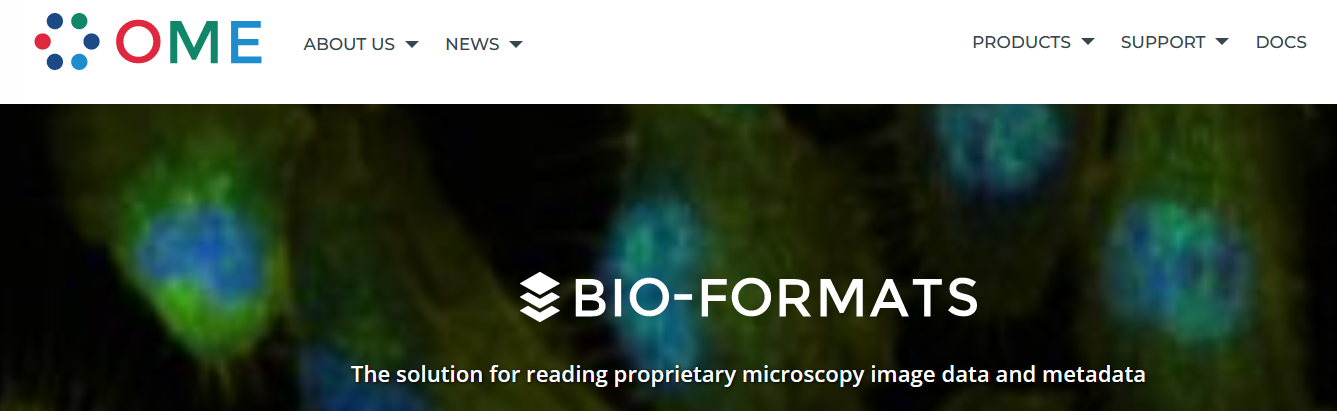 OME ABOUT US NEWS PRODUCTS SUPPORT DOCS
BIO-FORMATS
The solution for reading proprietary microscopy image data and metadata